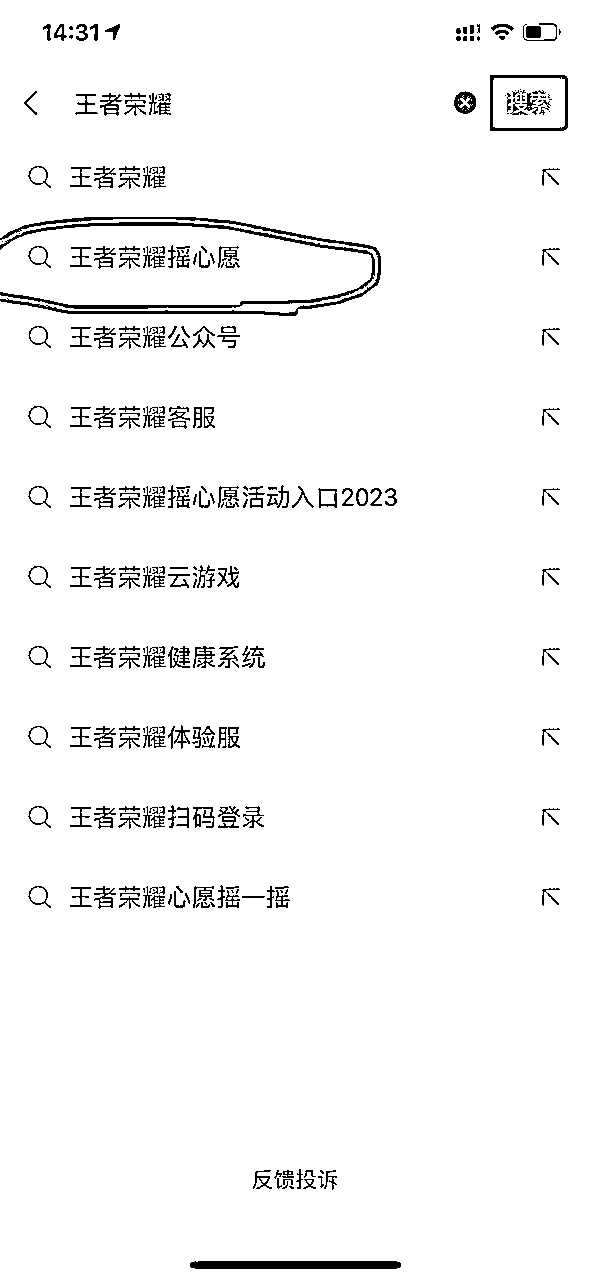 14:31
王者荣耀
搜索
王者荣耀
王者荣耀摇心愿
王者荣耀公众号
王者荣耀客服
王者荣耀摇心愿活动入口2023
王者荣耀云游戏
王者荣耀健康系统
王者荣耀体验服
王者荣耀扫码登录
王者荣耀心愿摇一摇
反馈投诉